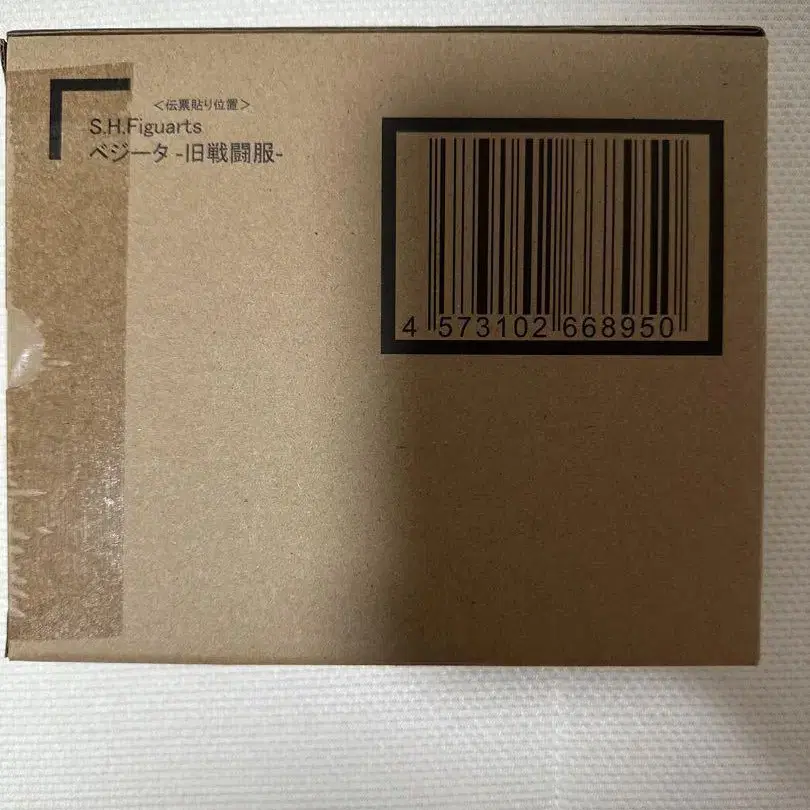 <伝票貼り位置>
S.H.Figuarts
ベジータ -旧戦闘服-
4 573102 668950